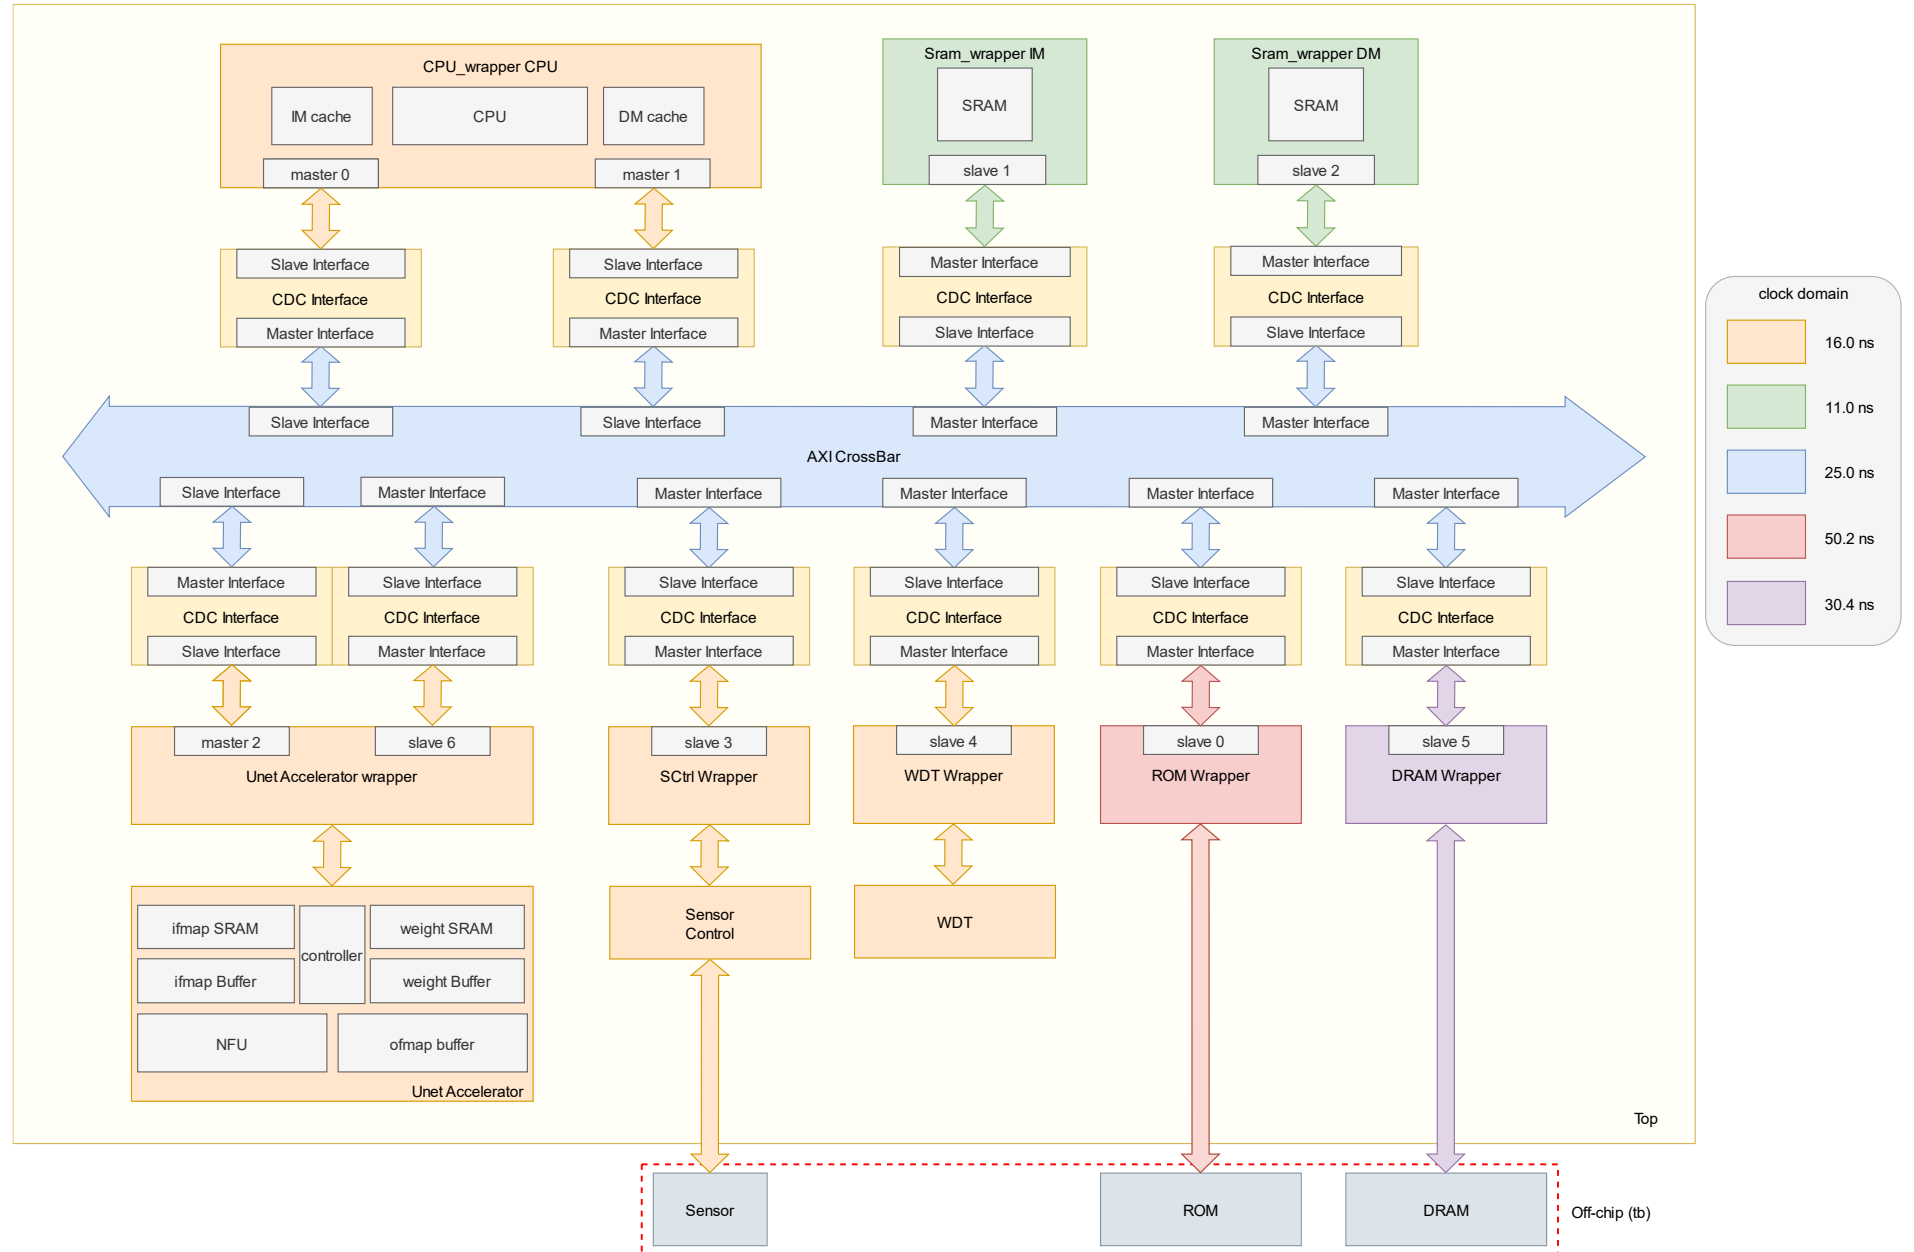 CPU_wrapper CPU
IM cache
CPU
DM cache
master 0
master 1
Sram_wrapper IM
SRAM
slave 1
Sram_wrapper DM
SRAM
slave 2
Slave Interface
CDC Interface
Master Interface
Slave Interface
CDC Interface
Master Interface
Master Interface
CDC Interface
Slave Interface
Master Interface
CDC Interface
Slave Interface
clock domain
16.0 ns
11.0 ns
25.0 ns
50.2 ns
30.4 ns
Slave Interface
Slave Interface
Master Interface
Master Interface
AXI CrossBar
Slave Interface
Master Interface
Master Interface
Master Interface
Master Interface
Master Interface
Master Interface
CDC Interface
Slave Interface
Slave Interface
CDC Interface
Master Interface
Slave Interface
CDC Interface
Master Interface
Slave Interface
CDC Interface
Master Interface
Slave Interface
CDC Interface
Master Interface
Slave Interface
CDC Interface
Master Interface
master 2
slave 6
Unet Accelerator wrapper
slave 3
SCtrl Wrapper
slave 4
WDT Wrapper
slave 0
ROM Wrapper
slave 5
DRAM Wrapper
ifmap SRAM
controller
weight SRAM
ifmap Buffer
weight Buffer
NFU
ofmap buffer
Unet Accelerator
Sensor
Control
WDT
Top
Sensor
ROM
DRAM
Off-chip (tb)